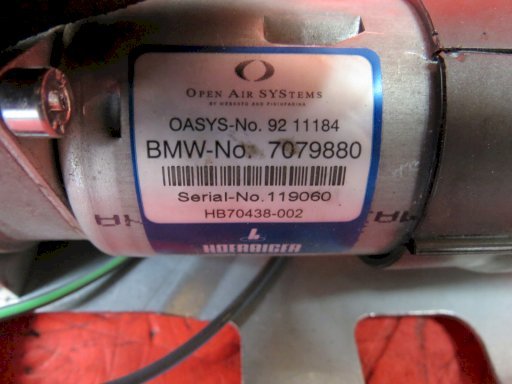 OPEN AIR SYSTEMS
BY WEBASTO AND PININFARINA
OASYS-No. 92 11184
BMW-No. 7079880
Serial-No.119060
HB70438-002
HOERBIGER